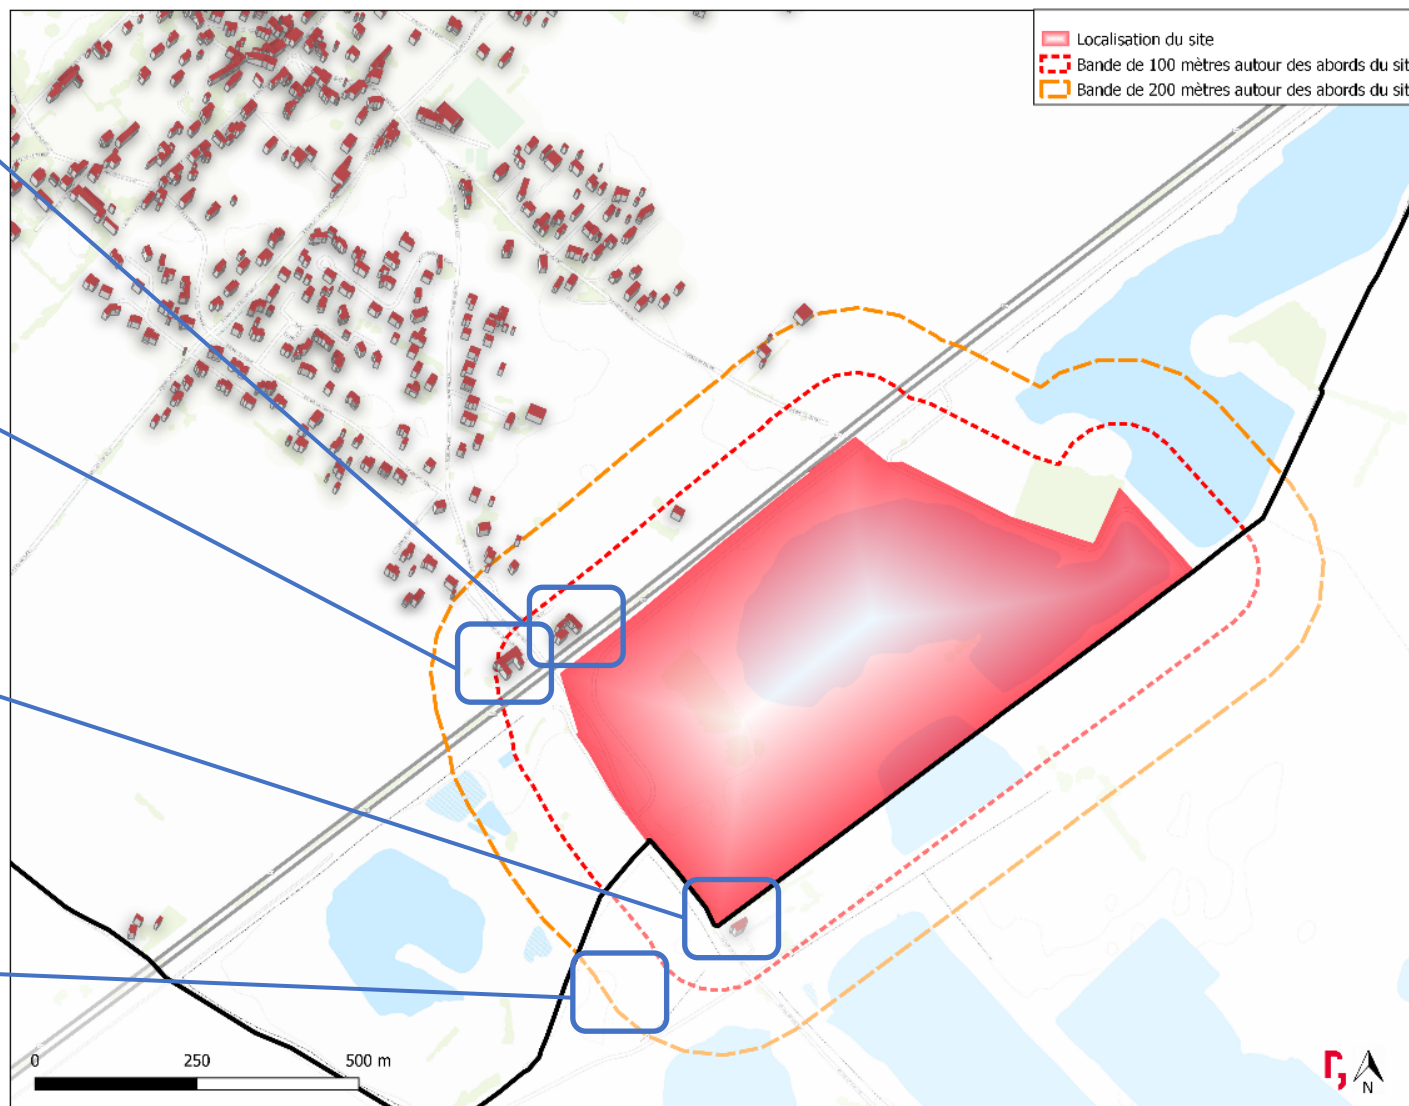 Localisation du site
Bande de 100 mètres autour des abords du sit
Bande de 200 mètres autour des abords du sit
0 250 500 m
N